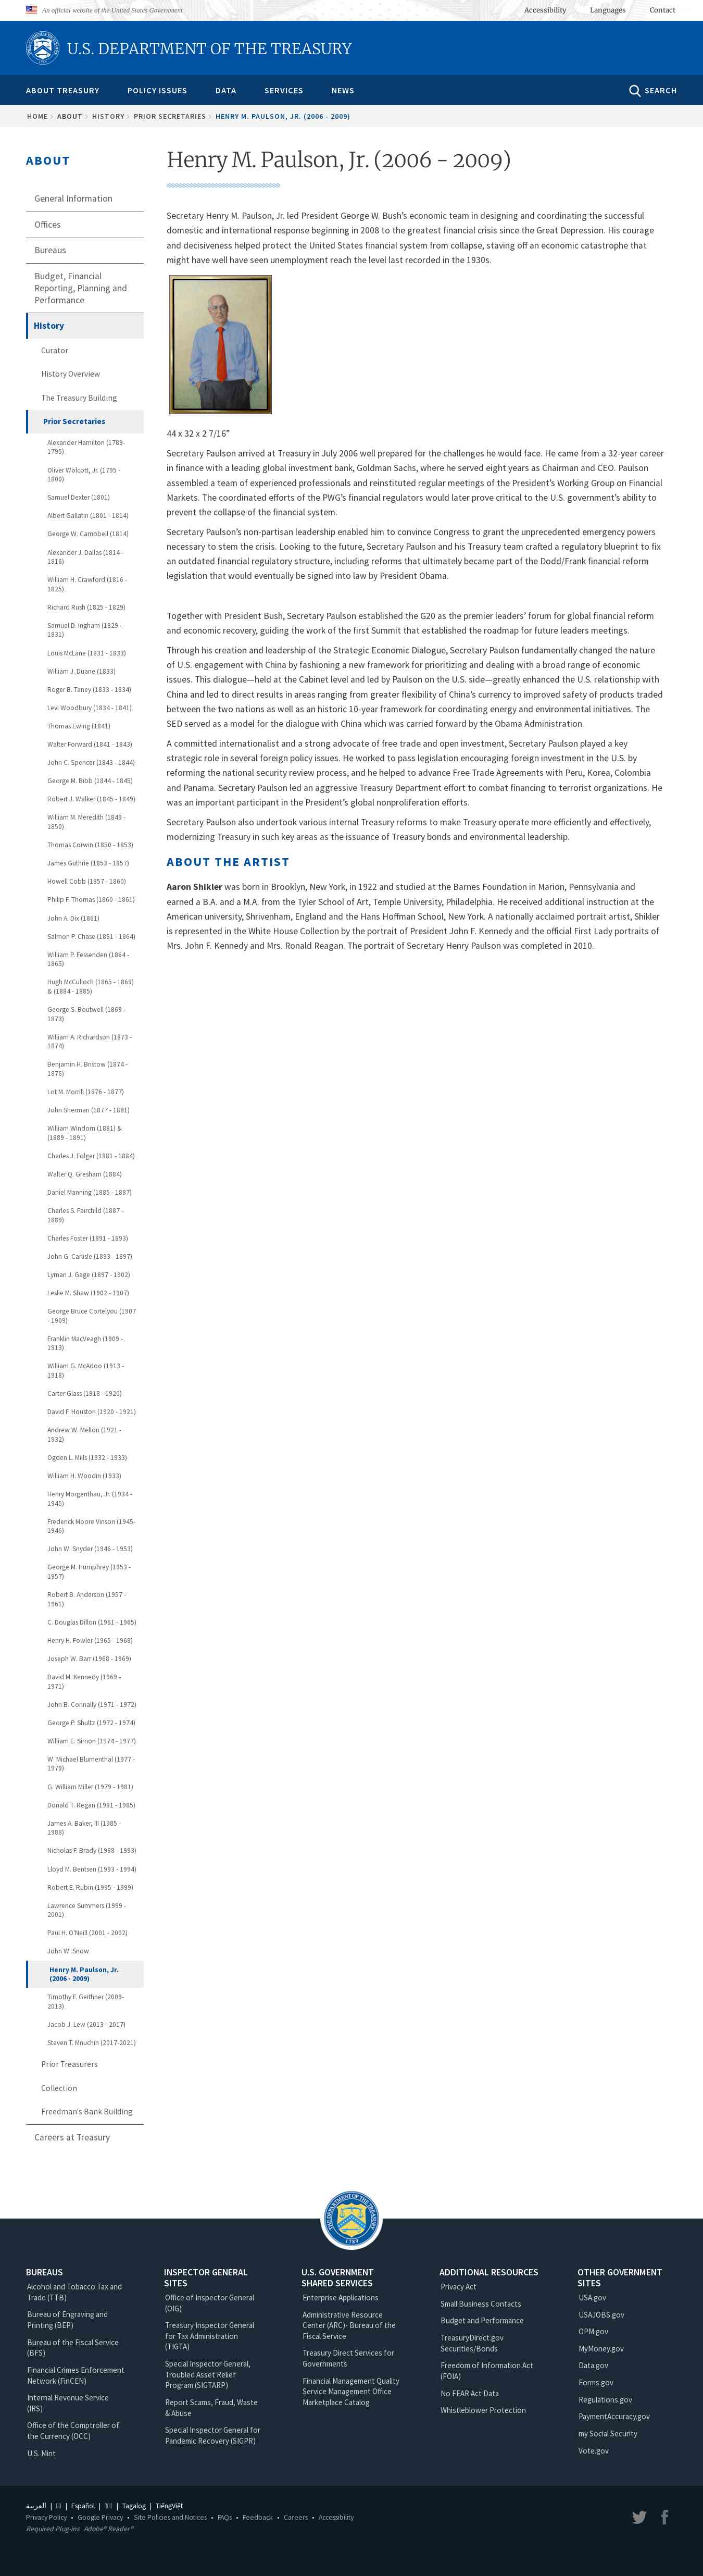 An official website of the United States Government
Accessibility Languages Contact
U.S. DEPARTMENT OF THE TREASURY
ABOUT TREASURY POLICY ISSUES DATA SERVICES NEWS SEARCH
HOME ABOUT HISTORY PRIOR SECRETARIES HENRY M. PAULSON, JR. (2006 - 2009)
ABOUT
General Information
Offices
Bureaus
Budget, Financial
Reporting, Planning and
Performance
History
Curator
History Overview
The Treasury Building
Prior Secretaries
Alexander Hamilton (1789-
1795)
Oliver Wolcott, Jr. (1795 -
1800)
Samuel Dexter (1801)
Albert Gallatin (1801 - 1814)
George W. Campbell (1814)
Alexander J. Dallas (1814 -
1816)
William H. Crawford (1816 -
1825)
Richard Rush (1825 - 1829)
Samuel D. Ingham (1829 -
1831)
Louis McLane (1831 - 1833)
William J. Duane (1833)
Roger B. Taney (1833 - 1834)
Levi Woodbury (1834 - 1841)
Thomas Ewing (1841)
Walter Forward (1841 - 1843)
John C. Spencer (1843 - 1844)
George M. Bibb (1844 - 1845)
Robert J. Walker (1845 - 1849)
William M. Meredith (1849 -
1850)
Thomas Corwin (1850 - 1853)
James Guthrie (1853 - 1857)
Howell Cobb (1857 - 1860)
Philip F. Thomas (1860 - 1861)
John A. Dix (1861)
Salmon P. Chase (1861 - 1864)
William P. Fessenden (1864 -
1865)
Hugh McCulloch (1865 - 1869)
& (1884 - 1885)
George S. Boutwell (1869 -
1873)
William A. Richardson (1873 -
1874)
Benjamin H. Bristow (1874 -
1876)
Lot M. Morrill (1876 - 1877)
John Sherman (1877 - 1881)
William Windom (1881) &
(1889 - 1891)
Charles J. Folger (1881 - 1884)
Walter Q. Gresham (1884)
Daniel Manning (1885 - 1887)
Charles S. Fairchild (1887 -
1889)
Charles Foster (1891 - 1893)
John G. Carlisle (1893 - 1897)
Lyman J. Gage (1897 - 1902)
Leslie M. Shaw (1902 - 1907)
George Bruce Cortelyou (1907
- 1909)
Franklin MacVeagh (1909 -
1913)
William G. McAdoo (1913 -
1918)
Carter Glass (1918 - 1920)
David F. Houston (1920 - 1921)
Andrew W. Mellon (1921 -
1932)
Ogden L. Mills (1932 - 1933)
William H. Woodin (1933)
Henry Morgenthau, Jr. (1934 -
1945)
Frederick Moore Vinson (1945-
1946)
John W. Snyder (1946 - 1953)
George M. Humphrey (1953 -
1957)
Robert B. Anderson (1957 -
1961)
C. Douglas Dillon (1961 - 1965)
Henry H. Fowler (1965 - 1968)
Joseph W. Barr (1968 - 1969)
David M. Kennedy (1969 -
1971)
John B. Connally (1971 - 1972)
George P. Shultz (1972 - 1974)
William E. Simon (1974 - 1977)
W. Michael Blumenthal (1977 -
1979)
G. William Miller (1979 - 1981)
Donald T. Regan (1981 - 1985)
James A. Baker, III (1985 -
1988)
Nicholas F. Brady (1988 - 1993)
Lloyd M. Bentsen (1993 - 1994)
Robert E. Rubin (1995 - 1999)
Lawrence Summers (1999 -
2001)
Paul H. O'Neill (2001 - 2002)
John W. Snow
Henry M. Paulson, Jr.
(2006 - 2009)
Timothy F. Geithner (2009-
2013)
Jacob J. Lew (2013 - 2017)
Steven T. Mnuchin (2017-2021)
Prior Treasurers
Collection
Freedman's Bank Building
Careers at Treasury
Henry M. Paulson, Jr. (2006 - 2009)
Secretary Henry M. Paulson, Jr. led President George W. Bush’s economic team in designing and coordinating the successful
domestic and international response beginning in 2008 to the greatest financial crisis since the Great Depression. His courage
and decisiveness helped protect the United States financial system from collapse, staving off an economic catastrophe that
might have well have seen unemployment reach the level last recorded in the 1930s.
44 x 32 x 2 7/16”
Secretary Paulson arrived at Treasury in July 2006 well prepared for the challenges he would face. He came from a 32-year career
in finance with a leading global investment bank, Goldman Sachs, where he served eight years as Chairman and CEO. Paulson
assembled a team of experienced professionals and reinstituted regular meetings of the President’s Working Group on Financial
Markets. The coordinated efforts of the PWG’s financial regulators would later prove critical to the U.S. government’s ability to
prevent the collapse of the financial system.
Secretary Paulson’s non-partisan leadership enabled him to convince Congress to grant the unprecedented emergency powers
necessary to stem the crisis. Looking to the future, Secretary Paulson and his Treasury team crafted a regulatory blueprint to fix
an outdated financial regulatory structure, including reforms that ultimately became part of the Dodd/Frank financial reform
legislation that would eventually be signed into law by President Obama.
Together with President Bush, Secretary Paulson established the G20 as the premier leaders’ forum for global financial reform
and economic recovery, guiding the work of the first Summit that established the roadmap for future leaders meetings.
Through his creation and leadership of the Strategic Economic Dialogue, Secretary Paulson fundamentally changed the nature
of U.S. engagement with China by fashioning a new framework for prioritizing and dealing with a broad range of economic
issues. This dialogue—held at the Cabinet level and led by Paulson on the U.S. side—greatly enhanced the U.S. relationship with
China and led to direct results in areas ranging from greater flexibility of China’s currency to improved safety of products traded
between the two nations as well as an historic 10-year framework for coordinating energy and environmental initiatives. The
SED served as a model for the dialogue with China which was carried forward by the Obama Administration.
A committed internationalist and a strong advocate of free trade and open investment, Secretary Paulson played a key
strategic role in several foreign policy issues. He worked to pass legislation encouraging foreign investment in the U.S. by
reforming the national security review process, and he helped to advance Free Trade Agreements with Peru, Korea, Colombia
and Panama. Secretary Paulson led an aggressive Treasury Department effort to combat financing to terrorist organizations. He
was an important participant in the President’s global nonproliferation efforts.
Secretary Paulson also undertook various internal Treasury reforms to make Treasury operate more efficiently and effectively,
modernizing Treasury in such key areas as the issuance of Treasury bonds and environmental leadership.
ABOUT THE ARTIST
Aaron Shikler was born in Brooklyn, New York, in 1922 and studied at the Barnes Foundation in Marion, Pennsylvania and
earned a B.A. and a M.A. from the Tyler School of Art, Temple University, Philadelphia. He received additional instruction at the
American university, Shrivenham, England and the Hans Hoffman School, New York. A nationally acclaimed portrait artist, Shikler
is represented in the White House Collection by the portrait of President John F. Kennedy and the official First Lady portraits of
Mrs. John F. Kennedy and Mrs. Ronald Reagan. The portrait of Secretary Henry Paulson was completed in 2010.
THE DEPARTMENT OF THE TREASURY
1789
BUREAUS
Alcohol and Tobacco Tax and
Trade (TTB)
Bureau of Engraving and
Printing (BEP)
Bureau of the Fiscal Service
(BFS)
Financial Crimes Enforcement
Network (FinCEN)
Internal Revenue Service
(IRS)
Office of the Comptroller of
the Currency (OCC)
U.S. Mint
INSPECTOR GENERAL
SITES
Office of Inspector General
(OIG)
Treasury Inspector General
for Tax Administration
(TIGTA)
Special Inspector General,
Troubled Asset Relief
Program (SIGTARP)
Report Scams, Fraud, Waste
& Abuse
Special Inspector General for
Pandemic Recovery (SIGPR)
U.S. GOVERNMENT
SHARED SERVICES
Enterprise Applications
Administrative Resource
Center (ARC)- Bureau of the
Fiscal Service
Treasury Direct Services for
Governments
Financial Management Quality
Service Management Office
Marketplace Catalog
ADDITIONAL RESOURCES
Privacy Act
Small Business Contacts
Budget and Performance
TreasuryDirect.gov
Securities/Bonds
Freedom of Information Act
(FOIA)
No FEAR Act Data
Whistleblower Protection
OTHER GOVERNMENT
SITES
USA.gov
USAJOBS.gov
OPM.gov
MyMoney.gov
Data.gov
Forms.gov
Regulations.gov
PaymentAccuracy.gov
my Social Security
Vote.gov
العربية | | Español | | Tagalog | TiếngViệt
Privacy Policy • Google Privacy • Site Policies and Notices • FAQs • Feedback • Careers • Accessibility
Required Plug-ins Adobe® Reader®